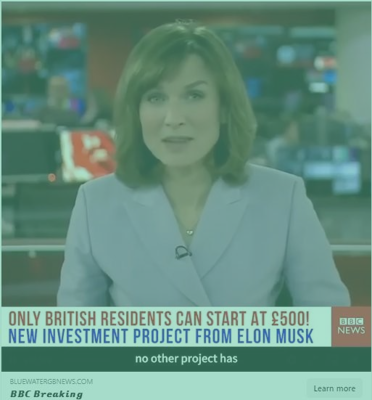 ONLY BRITISH RESIDENTS CAN START AT £500!
NEW INVESTMENT PROJECT FROM ELON MUSK
BBC
NEWS
no other project has
BLUEWATERGBNEWS.COM
BBC Breaking
Learn more